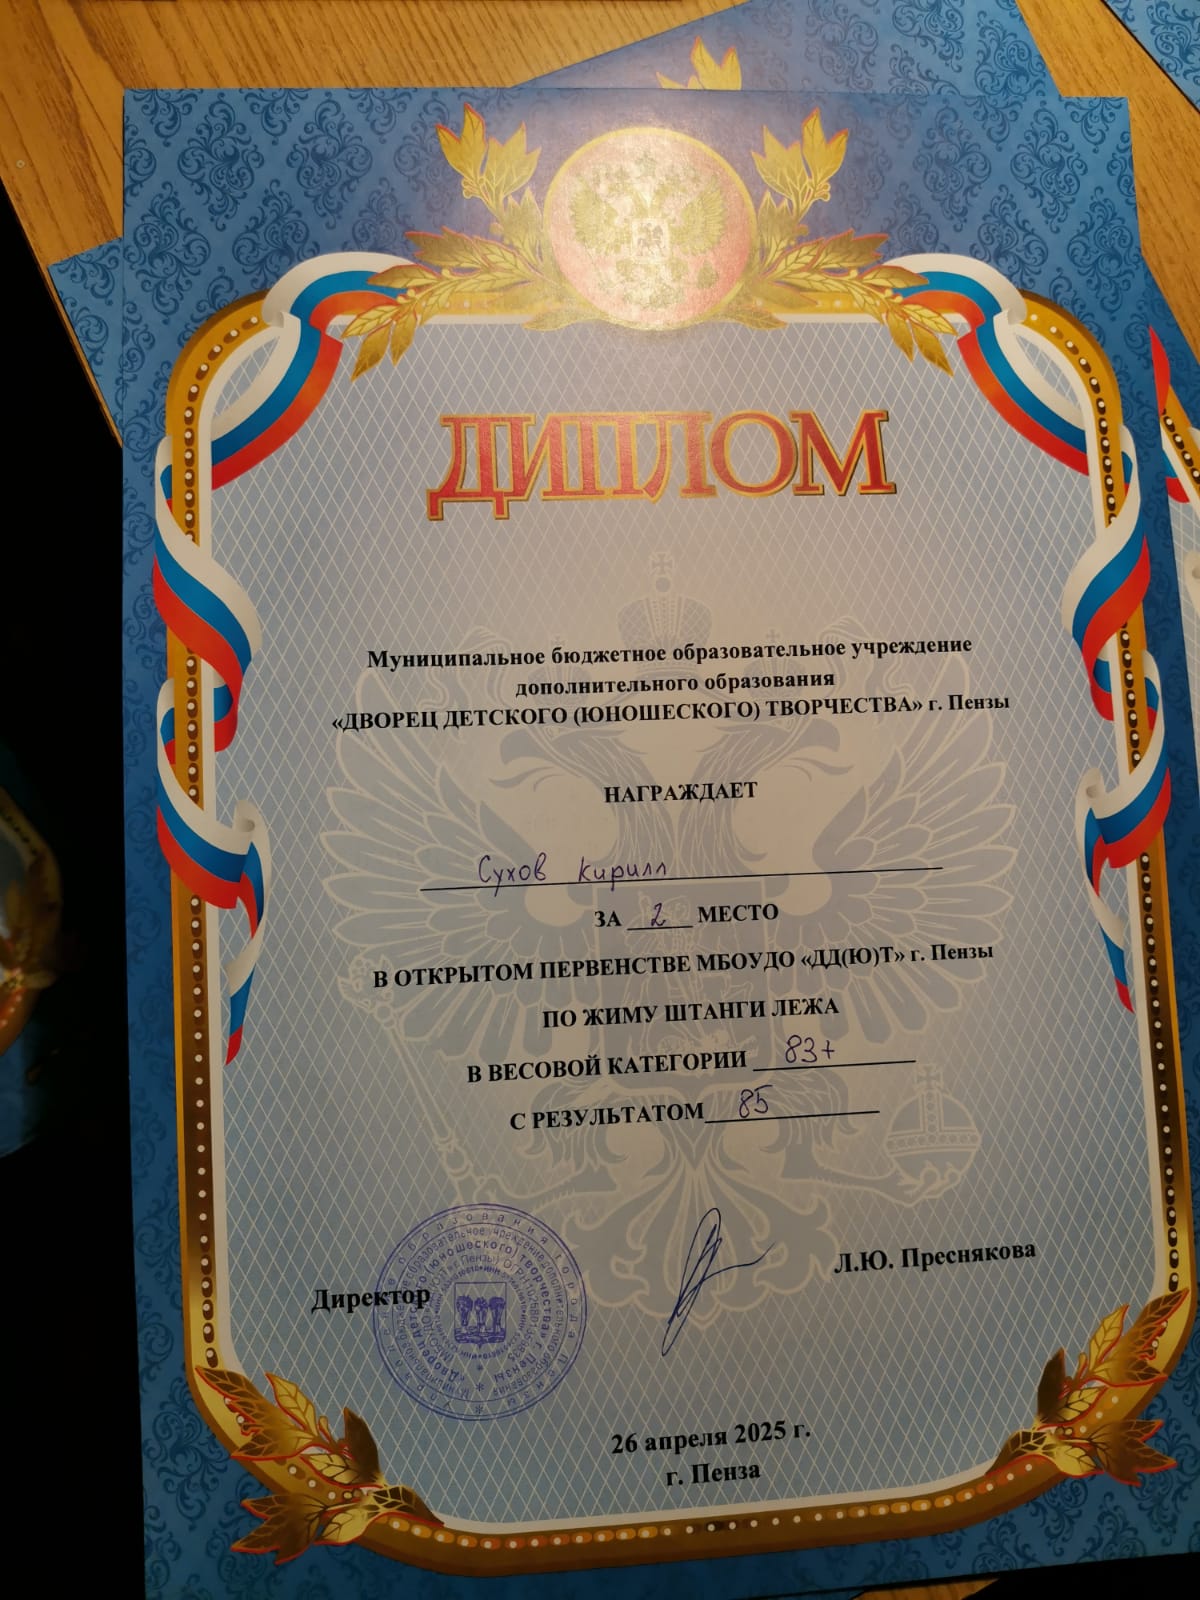 ДИПЛОМ
Муниципальное бюджетное образовательное учреждение
дополнительного образования
«ДВОРЕЦ ДЕТСКОГО (ЮНОШЕСКОГО) ТВОРЧЕСТВА» г. Пензы
НАГРАЖДАЕТ
Сухов Кирилл
ЗА 2 МЕСТО
В ОТКРЫТОМ ПЕРВЕНСТВЕ МБОУДО «ДД(Ю)Т» г. Пензы
ПО ЖИМУ ШТАНГИ ЛЕЖА
В ВЕСОВОЙ КАТЕГОРИИ 83+
С РЕЗУЛЬТАТОМ 85
Директор
Л.Ю. Преснякова
26 апреля 2025 г.
г. Пенза